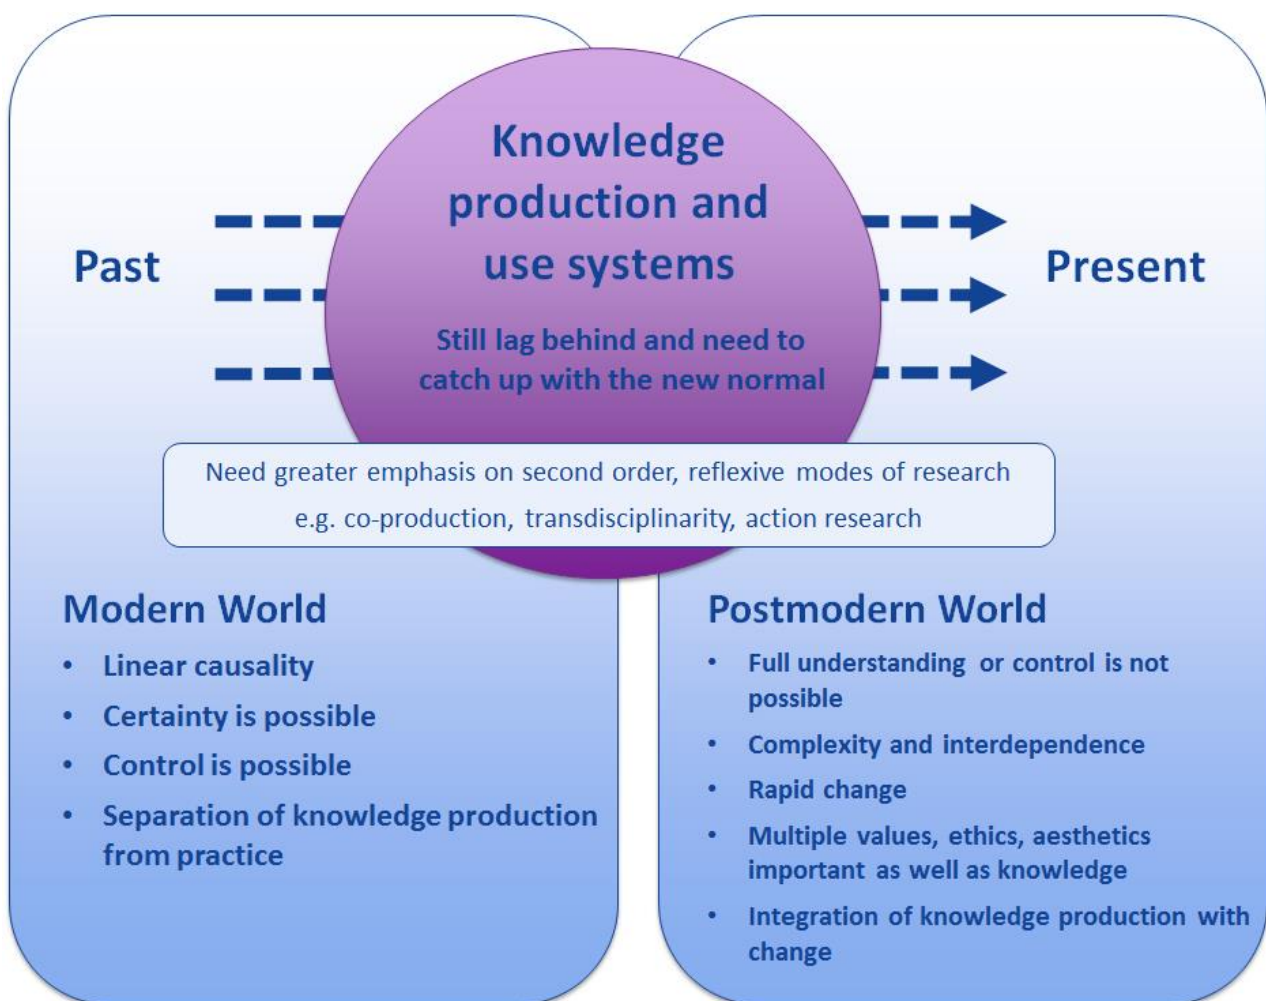 Knowledge
production and
use systems
Still lag behind and need to
catch up with the new normal
Past
Present
Need greater emphasis on second order, reflexive modes of research
e.g. co-production, transdisciplinarity, action research
Modern World
• Linear causality
• Certainty is possible
• Control is possible
• Separation of knowledge production
from practice
Postmodern World
• Full understanding or control is not
possible
• Complexity and interdependence
• Rapid change
• Multiple values, ethics, aesthetics
important as well as knowledge
• Integration of knowledge production with
change